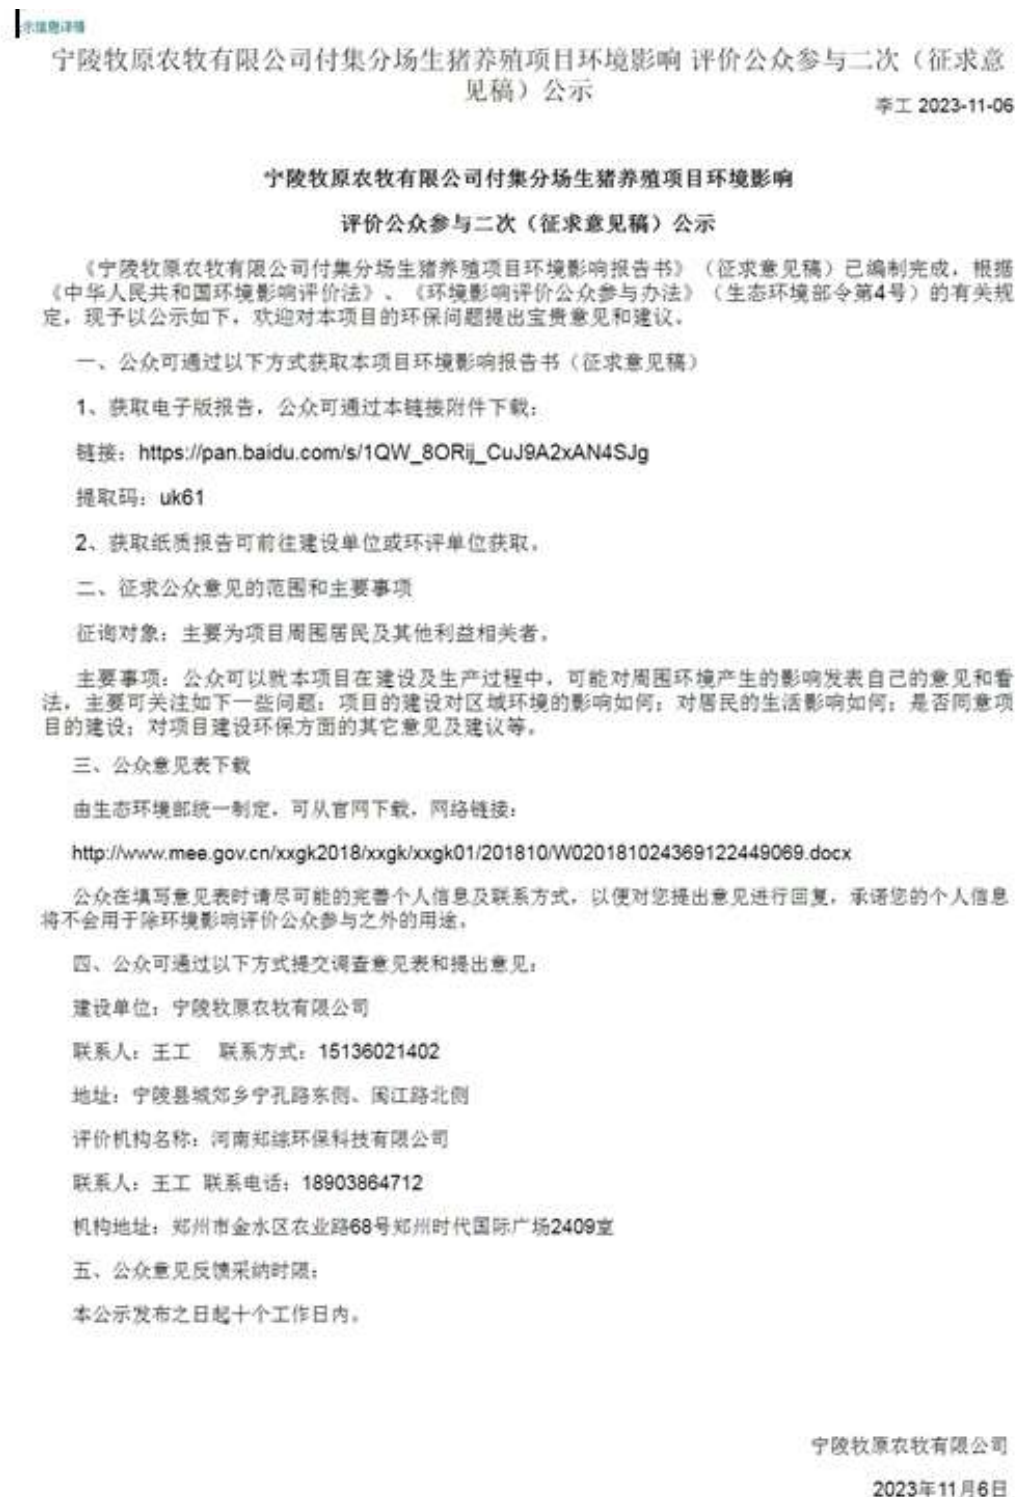 示信息详情
宁陵牧原农牧有限公司付集分场生猪养殖项目环境影响 评价公众参与二次（征求意
见稿）公示
李工 2023-11-06
宁陵牧原农牧有限公司付集分场生猪养殖项目环境影响
评价公众参与二次（征求意见稿）公示
《宁陵牧原农牧有限公司付集分场生猪养殖项目环境影响报告书》（征求意见稿）已编制完成，根据
《中华人民共和国环境影响评价法》、《环境影响评价公众参与办法》（生态环境部令第4号）的有关规
定，现予以公示如下，欢迎对本项目的环保问题提出宝贵意见和建议。
一、公众可通过以下方式获取本项目环境影响报告书（征求意见稿）
1、获取电子版报告，公众可通过本链接附件下载：
链接：https://pan.baidu.com/s/1QW_8ORij_CuJ9A2xAN4SJg
提取码：uk61
2、获取纸质报告可前往建设单位或环评单位获取。
二、征求公众意见的范围和主要事项
征询对象：主要为项目周围居民及其他利益相关者。
主要事项：公众可以就本项目在建设及生产过程中，可能对周围环境产生的影响发表自己的意见和看
法，主要可关注如下一些问题：项目的建设对区域环境的影响如何；对居民的生活影响如何；是否同意项
目的建设；对项目建设环保方面的其它意见及建议等。
三、公众意见表下载
由生态环境部统一制定，可从官网下载，网络链接：
http://www.mee.gov.cn/xxgk2018/xxgk/xxgk01/201810/W020181024369122449069.docx
公众在填写意见表时请尽可能的完善个人信息及联系方式，以便对您提出意见进行回复，承诺您的个人信息
将不会用于除环境影响评价公众参与之外的用途。
四、公众可通过以下方式提交调查意见表和提出意见：
建设单位：宁陵牧原农牧有限公司
联系人：王工 联系方式：15136021402
地址：宁陵县城郊乡宁孔路东侧、闽江路北侧
评价机构名称：河南郑综环保科技有限公司
联系人：王工 联系电话：18903864712
机构地址：郑州市金水区农业路68号郑州时代国际广场2409室
五、公众意见反馈采纳时限：
本公示发布之日起十个工作日内。
宁陵牧原农牧有限公司
2023年11月6日